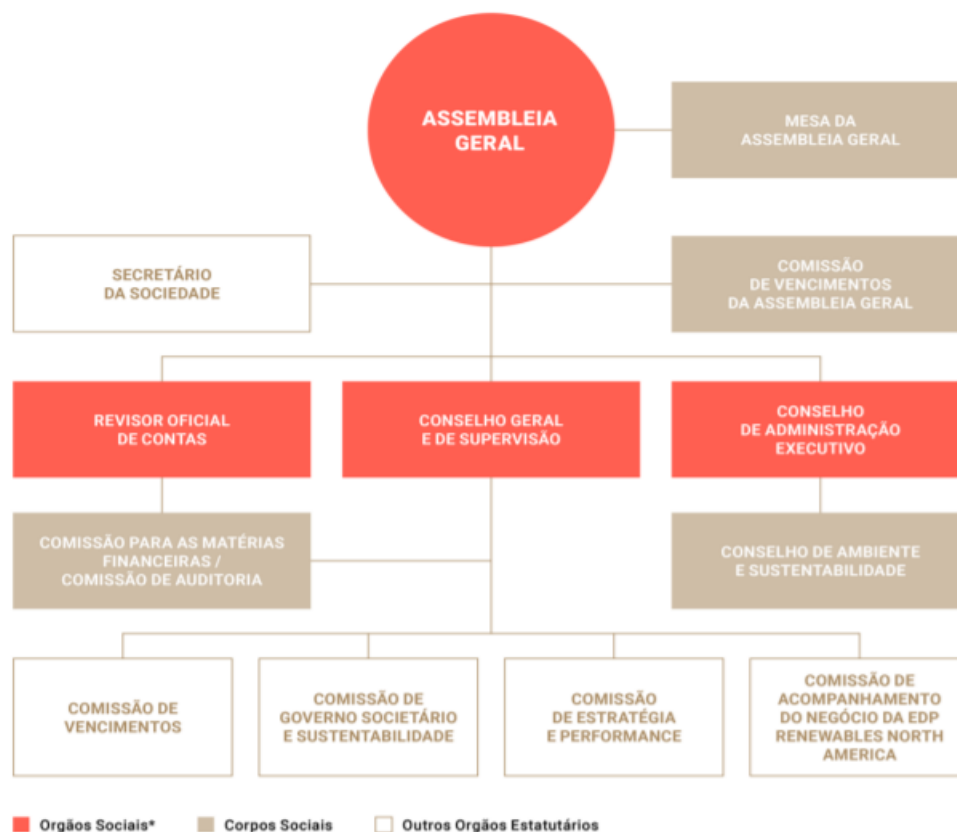 ASSEMBLEIA
GERAL
MESA DA
ASSEMBLEIA GERAL
SECRETÁRIO
DA SOCIEDADE
COMISSÃO
DE VENCIMENTOS
DA ASSEMBLEIA GERAL
REVISOR OFICIAL
DE CONTAS
CONSELHO GERAL
E DE SUPERVISÃO
CONSELHO
DE ADMINISTRAÇÃO
EXECUTIVO
COMISSÃO PARA AS MATÉRIAS
FINANCEIRAS /
COMISSÃO DE AUDITORIA
CONSELHO DE AMBIENTE
E SUSTENTABILIDADE
COMISSÃO DE
VENCIMENTOS
COMISSÃO DE
GOVERNO SOCIETÁRIO
E SUSTENTABILIDADE
COMISSÃO
DE ESTRATÉGIA
E PERFORMANCE
COMISSÃO DE
ACOMPANHAMENTO
DO NEGÓCIO DA EDP
RENEWABLES NORTH
AMERICA
Orgãos Sociais*
Corpos Sociais
Outros Orgãos Estatutários